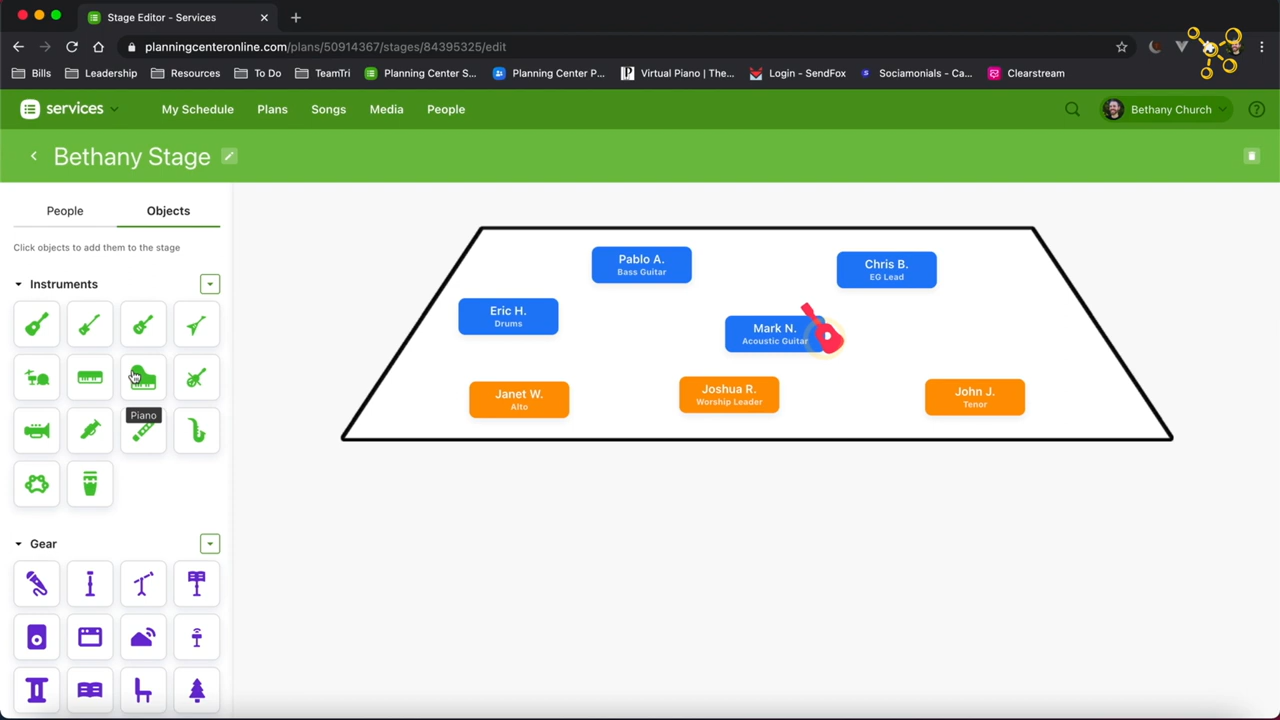 Stage Editor - Services
planningcenteronline.com/plans/50914367/stages/84395325/edit
Bills
Leadership
Resources
To Do
TeamTri
Planning Center S...
Planning Center P...
Virtual Piano | The...
Login - SendFox
Sociamonials - Ca...
Clearstream
services
My Schedule
Plans
Songs
Media
People
Bethany Church
Bethany Stage
People
Objects
Click objects to add them to the stage
Instruments
Piano
Gear
Pablo A.
Bass Guitar
Chris B.
EG Lead
Eric H.
Drums
Mark N.
Acoustic Guitar
Janet W.
Alto
Joshua R.
Worship Leader
John J.
Tenor